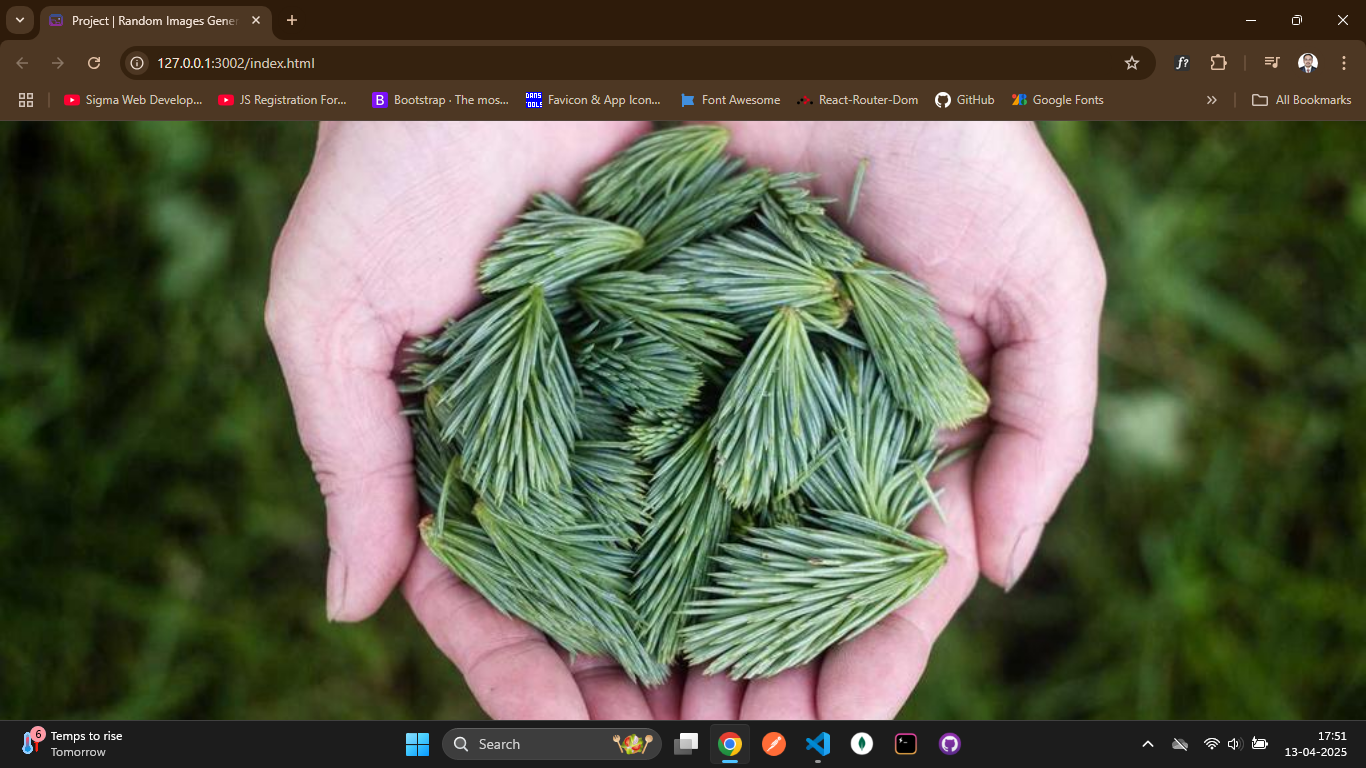 Project | Random Images Gener
127.0.0.1:3002/index.html
Sigma Web Develop...
JS Registration For...
B
Bootstrap · The mos...
DANS TOOLS
Favicon & App Icon...
Font Awesome
React-Router-Dom
GitHub
Google Fonts
All Bookmarks
f?
6
Temps to rise
Tomorrow
Search
17:51
13-04-2025